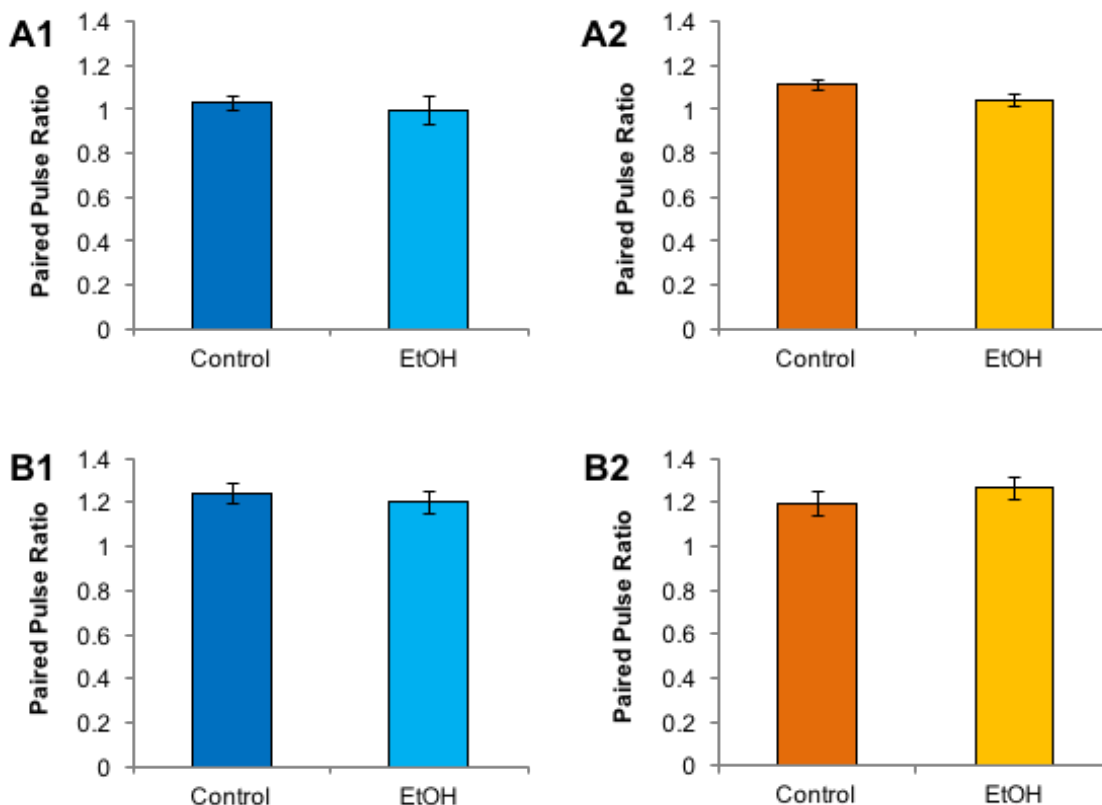 A1
Paired Pulse Ratio
1.4
1.2
1
0.8
0.6
0.4
0.2
0
Control EtOH
A2
Paired Pulse Ratio
1.4
1.2
1
0.8
0.6
0.4
0.2
0
Control EtOH
B1
Paired Pulse Ratio
1.4
1.2
1
0.8
0.6
0.4
0.2
0
Control EtOH
B2
Paired Pulse Ratio
1.4
1.2
1
0.8
0.6
0.4
0.2
0
Control EtOH